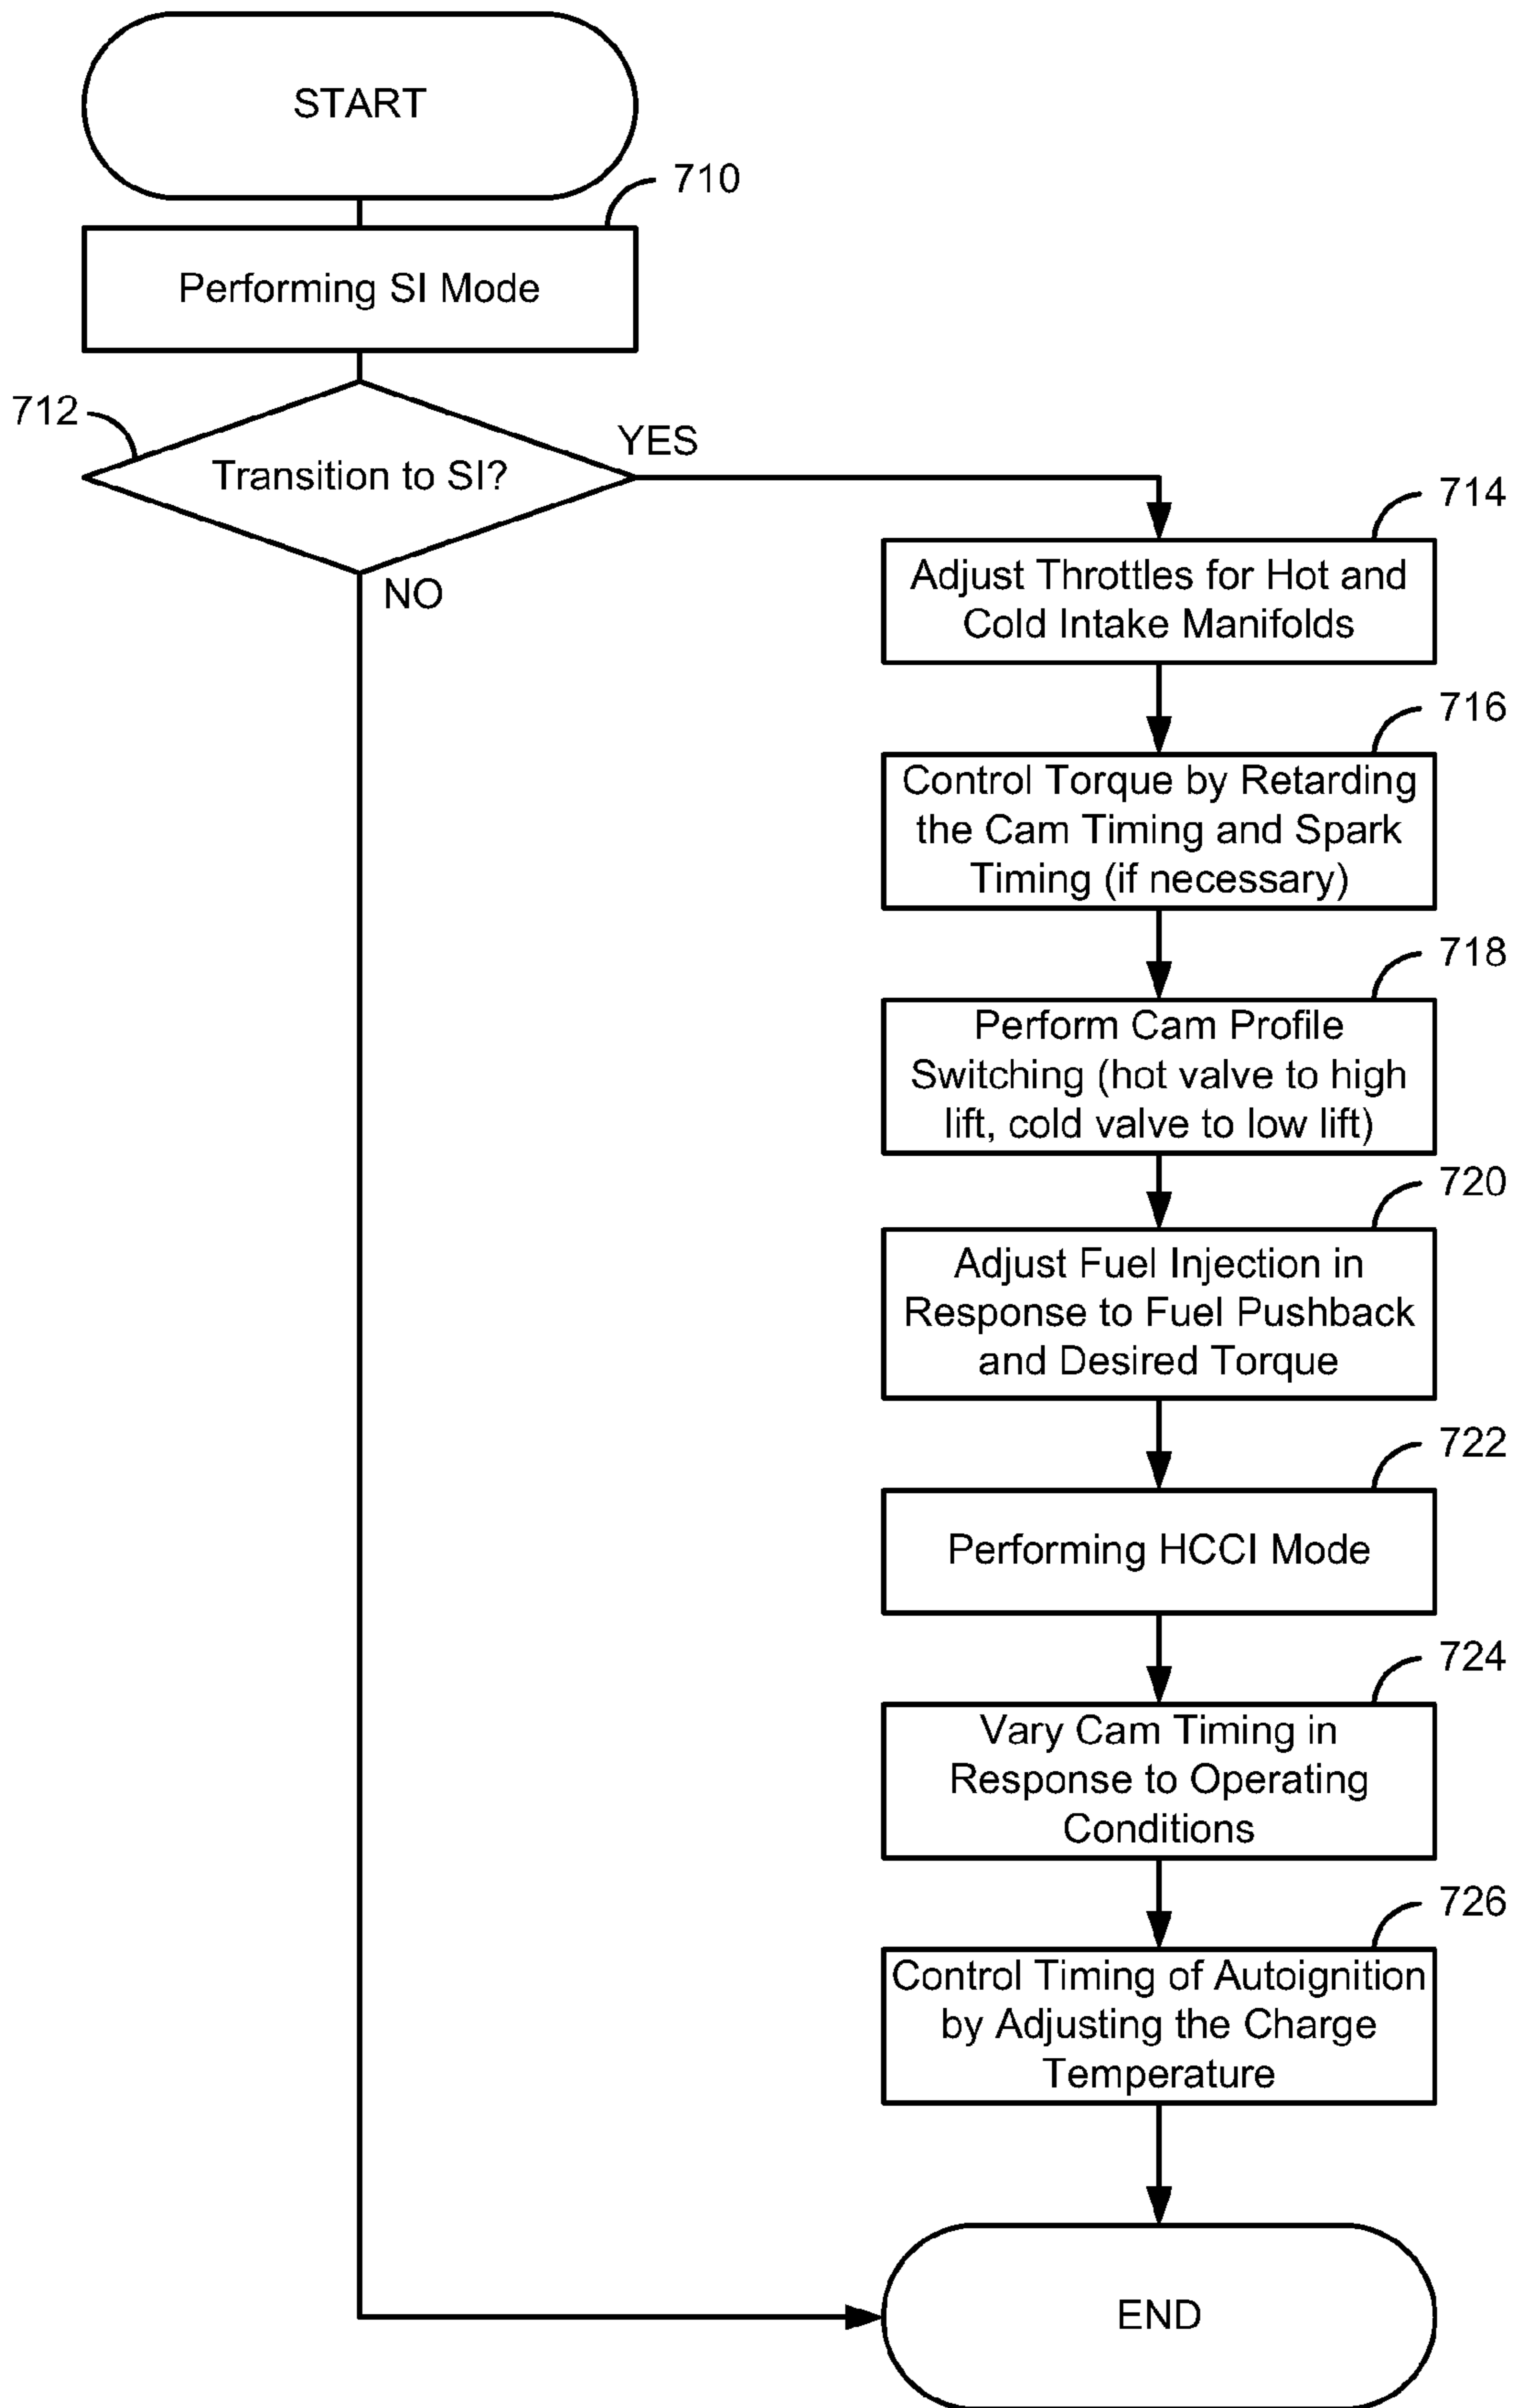 START
710
Performing SI Mode
712
Transition to SI?
YES
NO
714
Adjust Throttles for Hot and
Cold Intake Manifolds
716
Control Torque by Retarding
the Cam Timing and Spark
Timing (if necessary)
718
Perform Cam Profile
Switching (hot valve to high
lift, cold valve to low lift)
720
Adjust Fuel Injection in
Response to Fuel Pushback
and Desired Torque
722
Performing HCCI Mode
724
Vary Cam Timing in
Response to Operating
Conditions
726
Control Timing of Autoignition
by Adjusting the Charge
Temperature
END